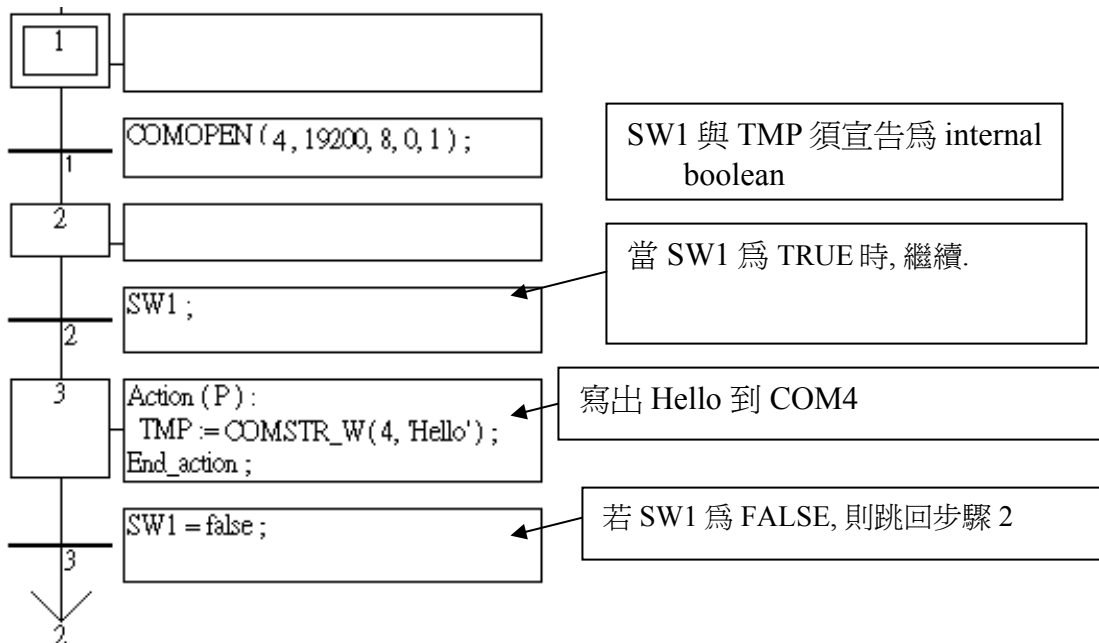 1
COMOPEN ( 4 , 19200, 8, 0, 1 ) ;
1
SW1 與 TMP 須宣告爲 internal
boolean
2
當 SW1 爲 TRUE 時, 繼續.
SW1 ;
2
3
Action ( P ) :
TMP := COMSTR_W( 4, 'Hello' ) ;
End_action ;
寫出 Hello 到 COM4
SW1 = false ;
若 SW1 爲 FALSE, 則跳回步驟 2
3
2